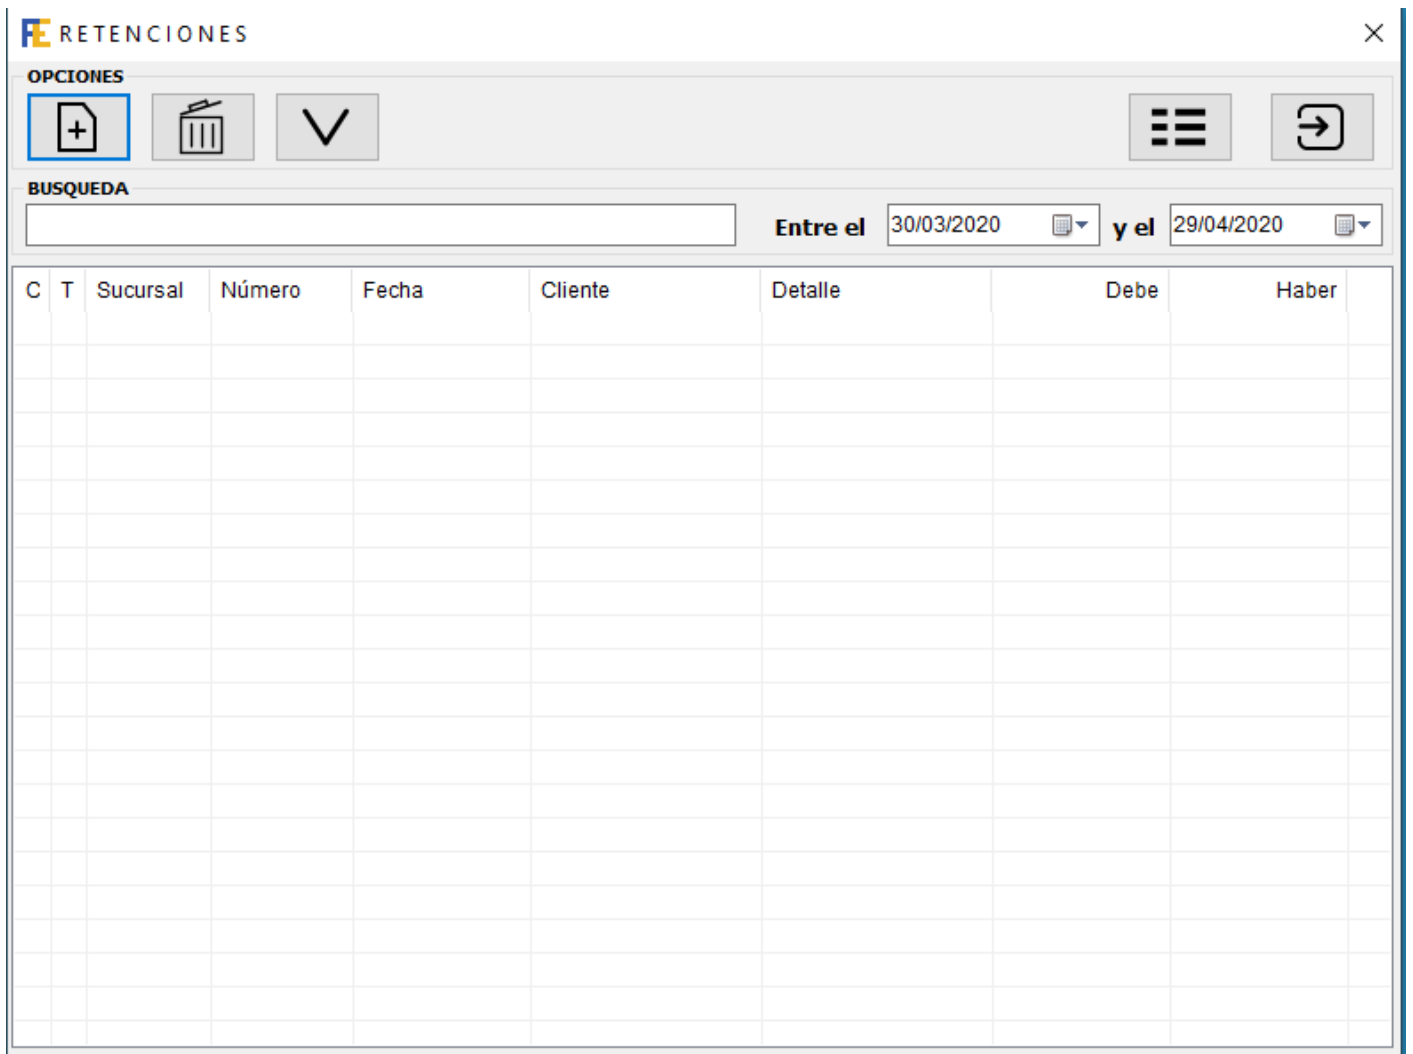 FE RETENCIONES
OPCIONES
BUSQUEDA
Entre el 30/03/2020 y el 29/04/2020
C T Sucursal Número Fecha Cliente Detalle Debe Haber